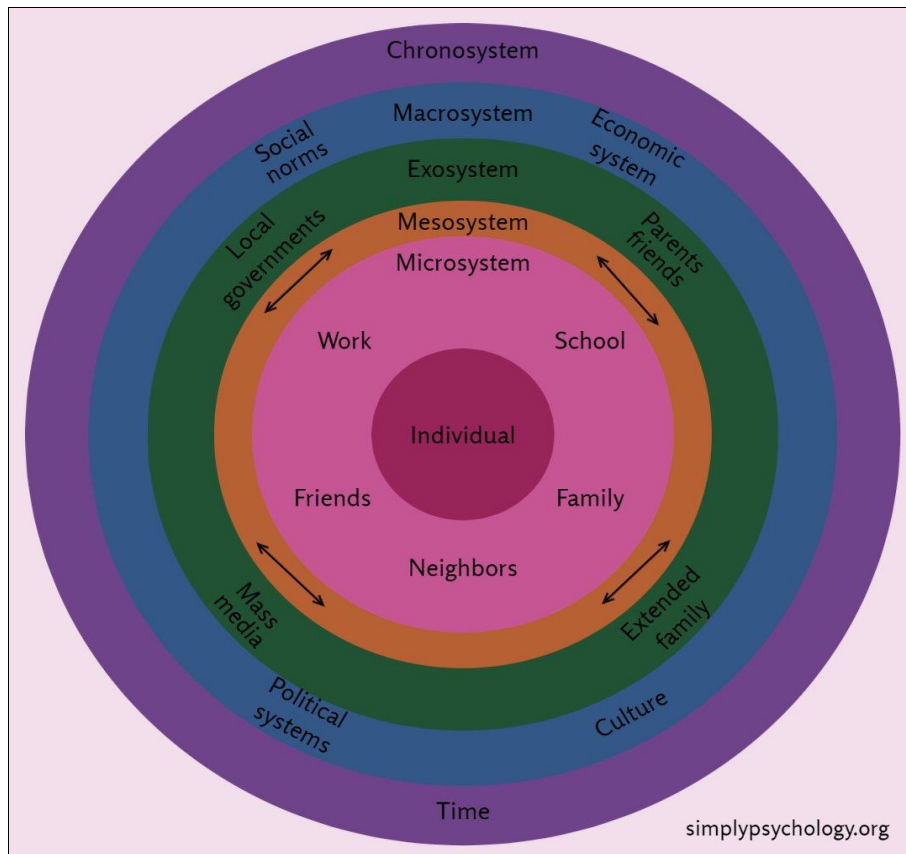 Chronosystem
Macrosystem
Social
norms
Economic
system
Exosystem
Local
governments
Parents
friends
Mesosystem
Microsystem
Work
School
Individual
Friends
Family
Neighbors
Mass
media
Extended
family
Political
systems
Culture
Time
simplypsychology.org